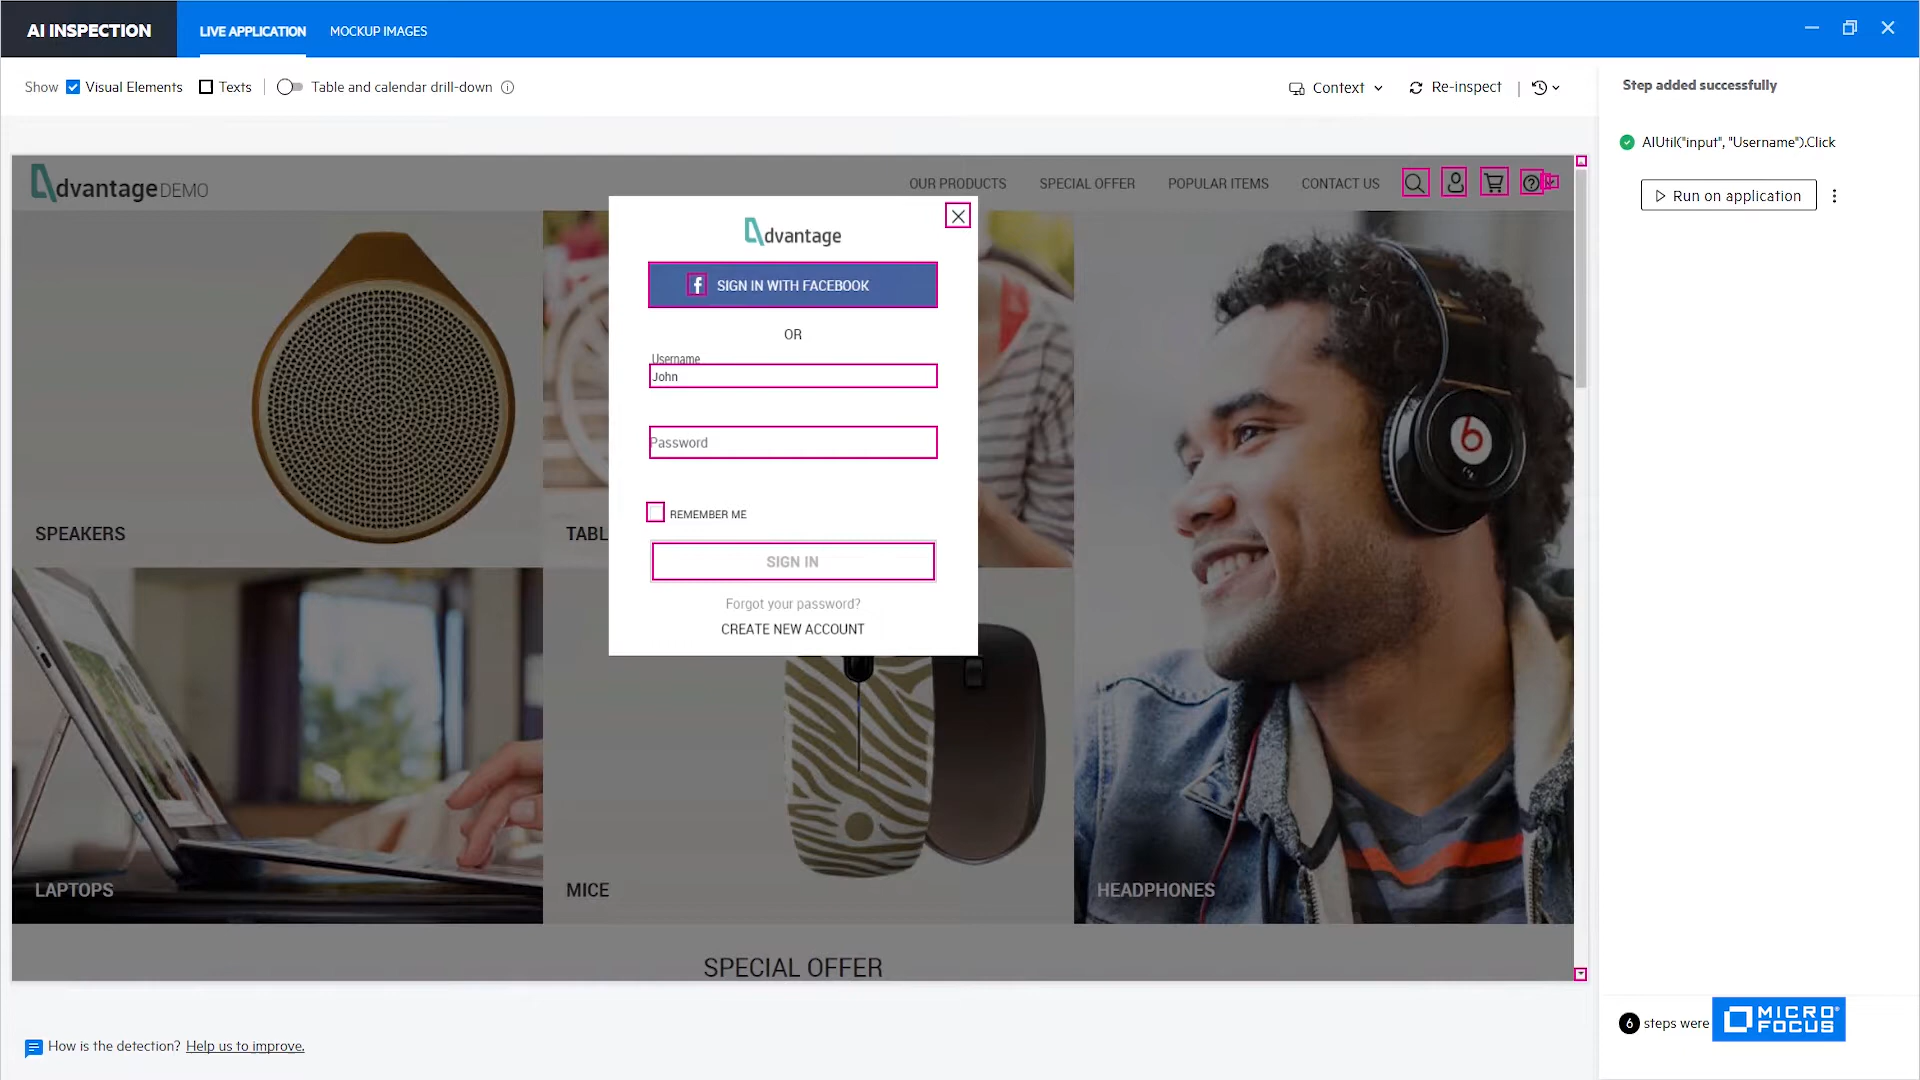 AI INSPECTION
LIVE APPLICATION
MOCKUP IMAGES
Show
Visual Elements
Texts
Table and calendar drill-down
Context
Re-inspect
Step added successfully
AIUtil("input", "Username").Click
Run on application
dvantage DEMO
OUR PRODUCTS
SPECIAL OFFER
POPULAR ITEMS
CONTACT US
dvantage
f SIGN IN WITH FACEBOOK
OR
Username
John
Password
REMEMBER ME
SIGN IN
Forgot your password?
CREATE NEW ACCOUNT
SPEAKERS
TABL
LAPTOPS
MICE
HEADPHONES
SPECIAL OFFER
How is the detection? Help us to improve.
6 steps were
MICRO
FOCUS